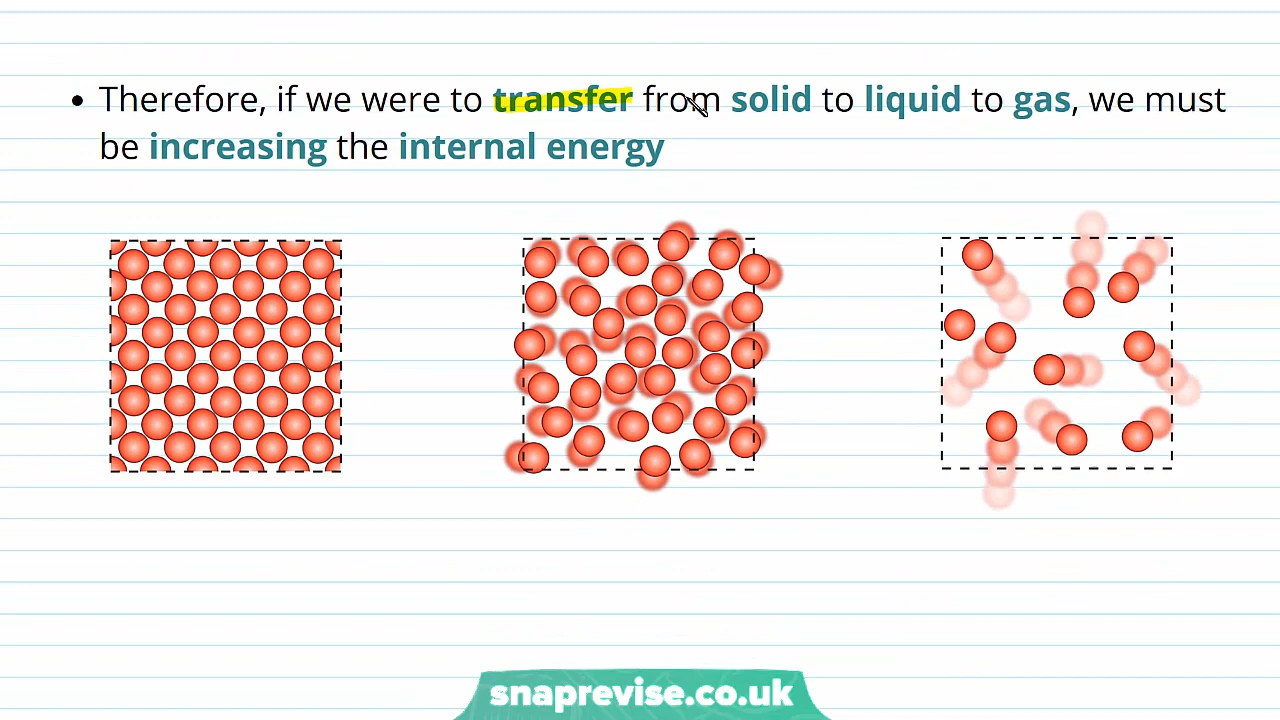 • Therefore, if we were to transfer from solid to liquid to gas, we must
be increasing the internal energy
snaprevise.co.uk